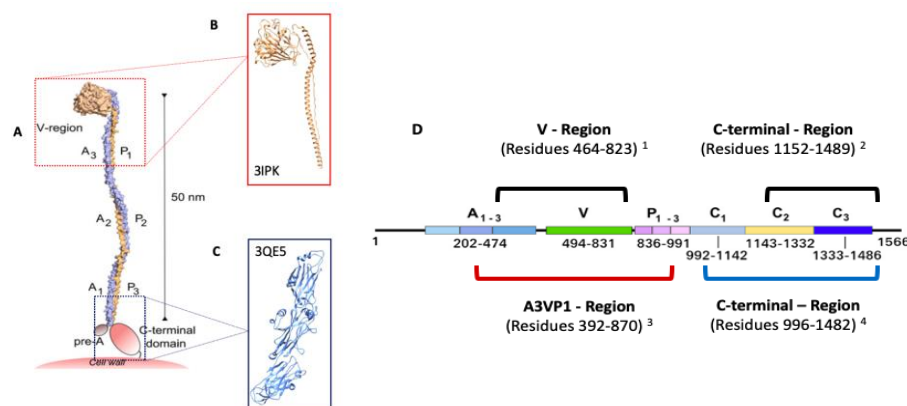 B
A
V-region
A3
P1
50 nm
A2
P2
A1
P3
pre-A
C-terminal
domain
Cell wall
3IPK
C
3QE5
D
V - Region
(Residues 464-823) 1
C-terminal - Region
(Residues 1152-1489) 2
A1-3
V
P1-3
C1
C2
C3
1
1566
202-474
494-831
836-991
992-1142
1143-1332
1333-1486
A3VP1 - Region
(Residues 392-870) 3
C-terminal – Region
(Residues 996-1482) 4